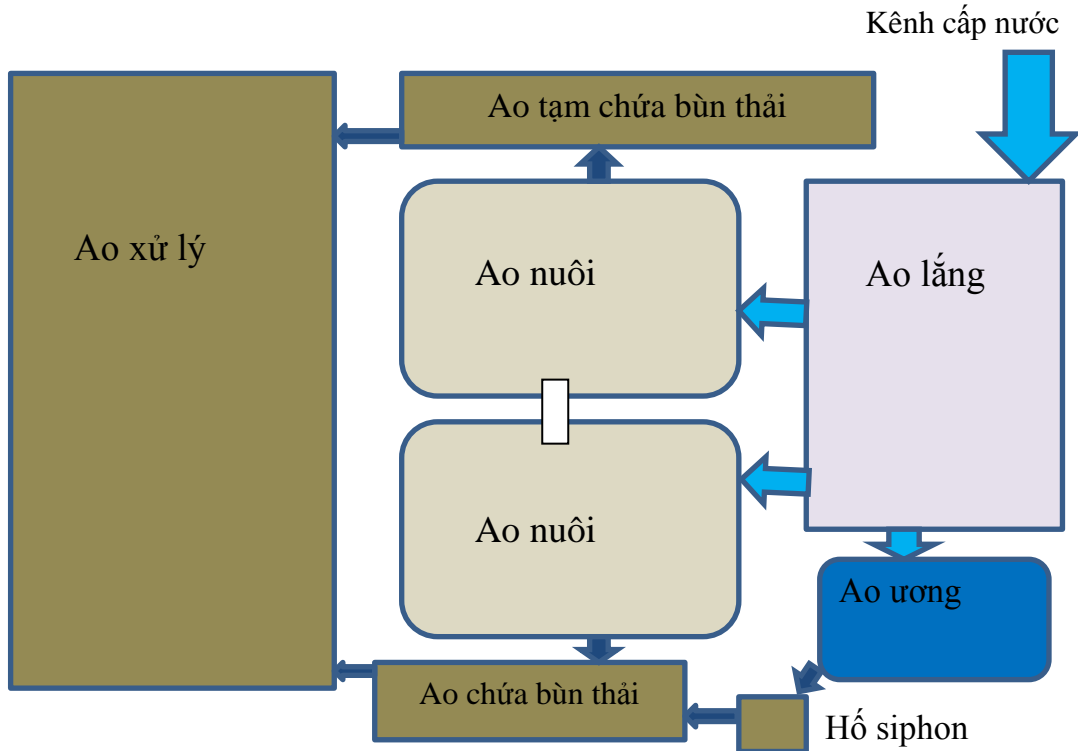 Kênh cấp nước
Ao tạm chứa bùn thải
Ao xử lý
Ao nuôi
Ao lắng
Ao nuôi
Ao ương
Ao chứa bùn thải
Hố siphon